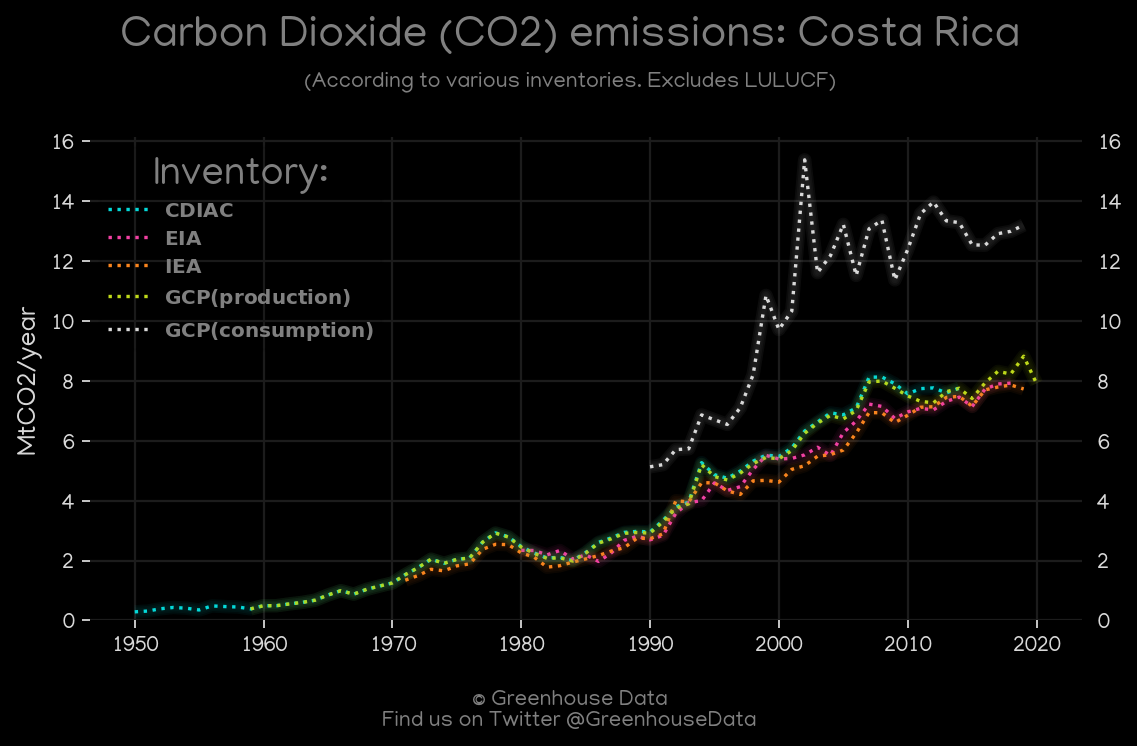 Carbon Dioxide (CO2) emissions: Costa Rica
(According to various inventories. Excludes LULUCF)
Inventory:
CDIAC
EIA
IEA
GCP(production)
GCP(consumption)
MtCO2/year
16
14
12
10
8
6
4
2
0
16
14
12
10
8
6
4
2
0
1950 1960 1970 1980 1990 2000 2010 2020
© Greenhouse Data
Find us on Twitter @GreenhouseData